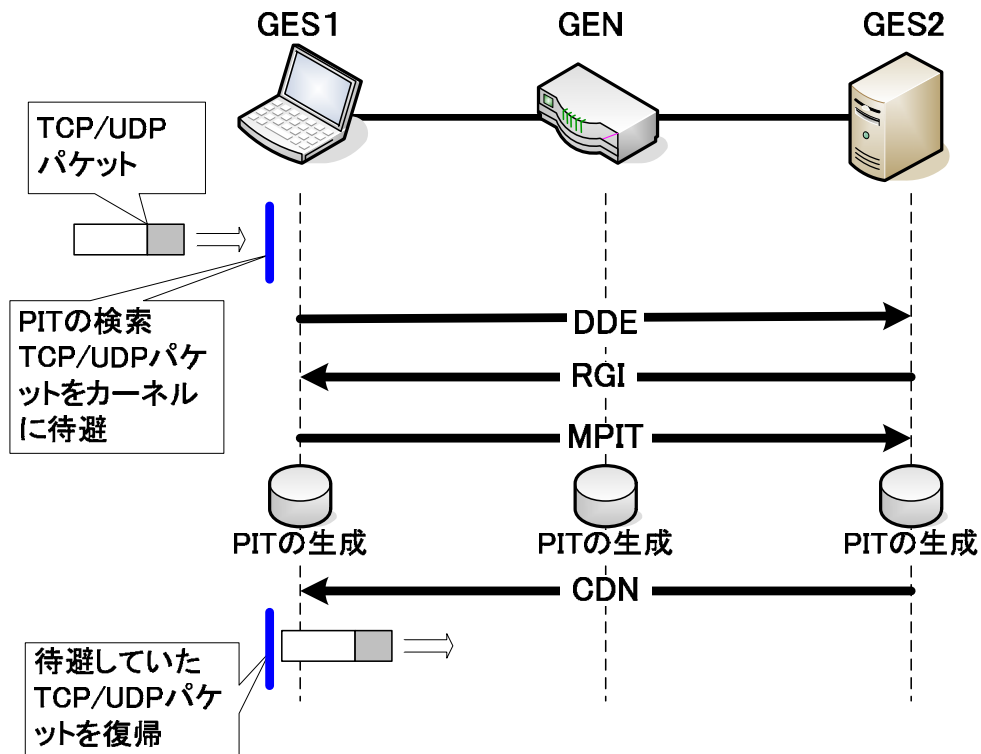 GES1
GEN
GES2
TCP/UDP
パケット
PITの検索
TCP/UDPパケ
ットをカーネル
に待避
DDE
RGI
MPIT
PITの生成
PITの生成
PITの生成
CDN
待避していた
TCP/UDPパケ
ットを復帰